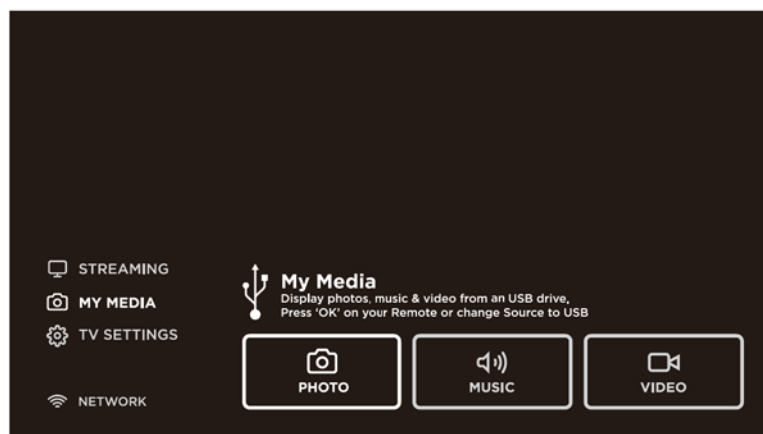 STREAMING
MY MEDIA
TV SETTINGS
NETWORK
My Media
Display photos, music & video from an USB drive,
Press ‘OK’ on your Remote or change Source to USB
PHOTO
MUSIC
VIDEO